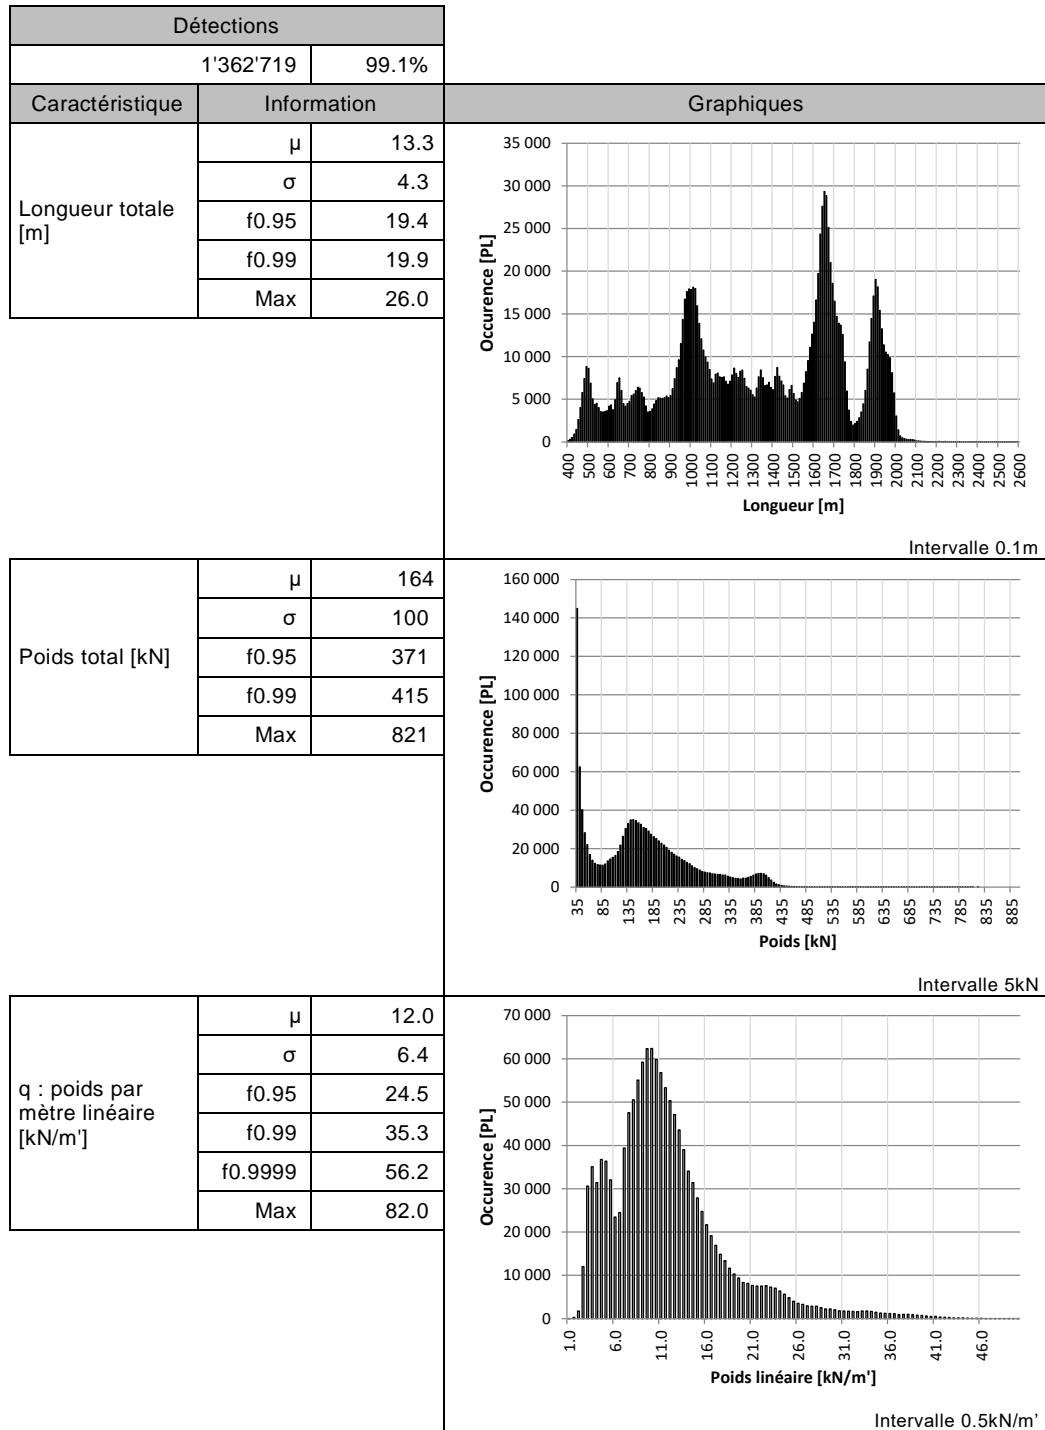 Détections
1'362'719 99.1%
Caractéristique Information Graphiques
Longueur totale [m]
µ 13.3
σ 4.3
f0.95 19.4
f0.99 19.9
Max 26.0
35 000
30 000
25 000
20 000
15 000
10 000
5 000
0
Occurence [PL]
400 500 600 700 800 900 1000 1100 1200 1300 1400 1500 1600 1700 1800 1900 2000 2100 2200 2300 2400 2500 2600
Longueur [m]
Intervalle 0.1m
Poids total [kN]
µ 164
σ 100
f0.95 371
f0.99 415
Max 821
160 000
140 000
120 000
100 000
80 000
60 000
40 000
20 000
0
Occurence [PL]
35 85 135 185 235 285 335 385 435 485 535 585 635 685 735 785 835 885
Poids [kN]
Intervalle 5kN
q : poids par
mètre linéaire
[kN/m']
µ 12.0
σ 6.4
f0.95 24.5
f0.99 35.3
f0.9999 56.2
Max 82.0
70 000
60 000
50 000
40 000
30 000
20 000
10 000
0
Occurence [PL]
1.0 6.0 11.0 16.0 21.0 26.0 31.0 36.0 41.0 46.0
Poids linéaire [kN/m']
Intervalle 0.5kN/m’